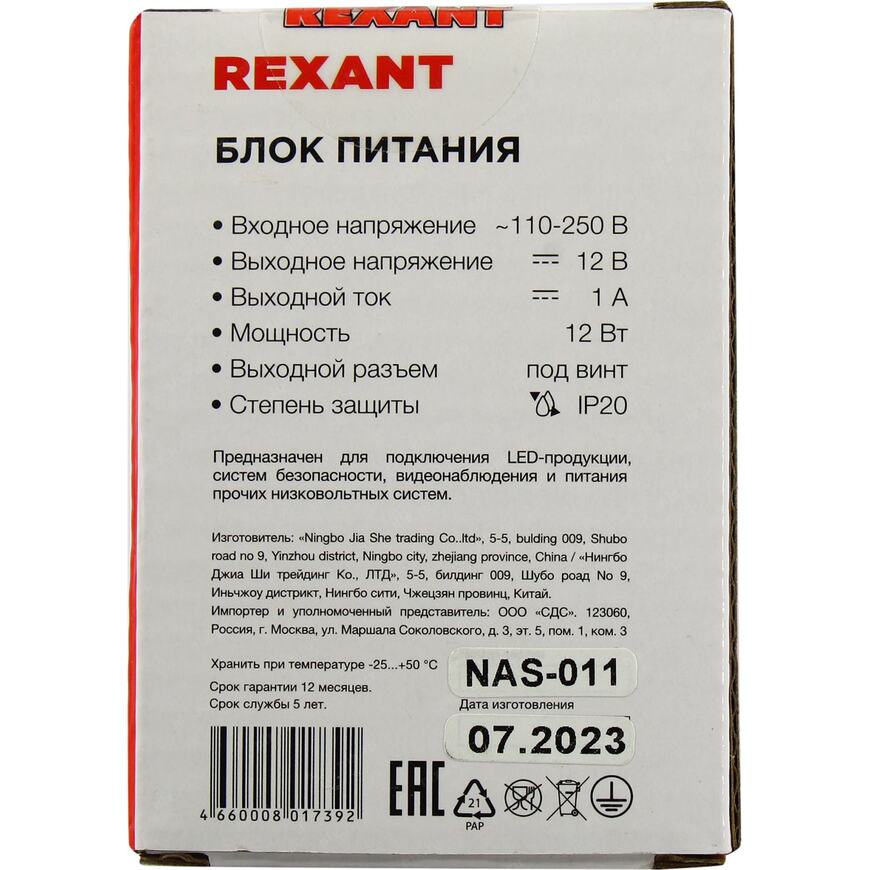 REXANT
REXANT
БЛОК ПИТАНИЯ
• Входное напряжение ~110-250 В
• Выходное напряжение 12 В
• Выходной ток 1 А
• Мощность 12 Вт
• Выходной разъем под винт
• Степень защиты IP20
Предназначен для подключения LED-продукции,
систем безопасности, видеонаблюдения и питания
прочих низковольтных систем.
Изготовитель: «Ningbo Jia She trading Co..ltd», 5-5, bulding 009, Shubo
road no 9, Yinzhou district, Ningbo city, zhejiang province, China / «Нингбо
Джиа Ши трейдинг Ко., ЛТД», 5-5, билдинг 009, Шубо роад No 9,
Иньчжоу дистрикт, Нингбо сити, Чжецзян провинц, Китай.
Импортер и уполномоченный представитель: ООО «СДС». 123060,
Россия, г. Москва, ул. Маршала Соколовского, д. 3, эт. 5, пом. 1, ком. 3
Хранить при температуре -25...+50 °C
NAS-011
Срок гарантии 12 месяцев.
Срок службы 5 лет.
Дата изготовления
07.2023
4 660008 017392
EAC
21
PAP